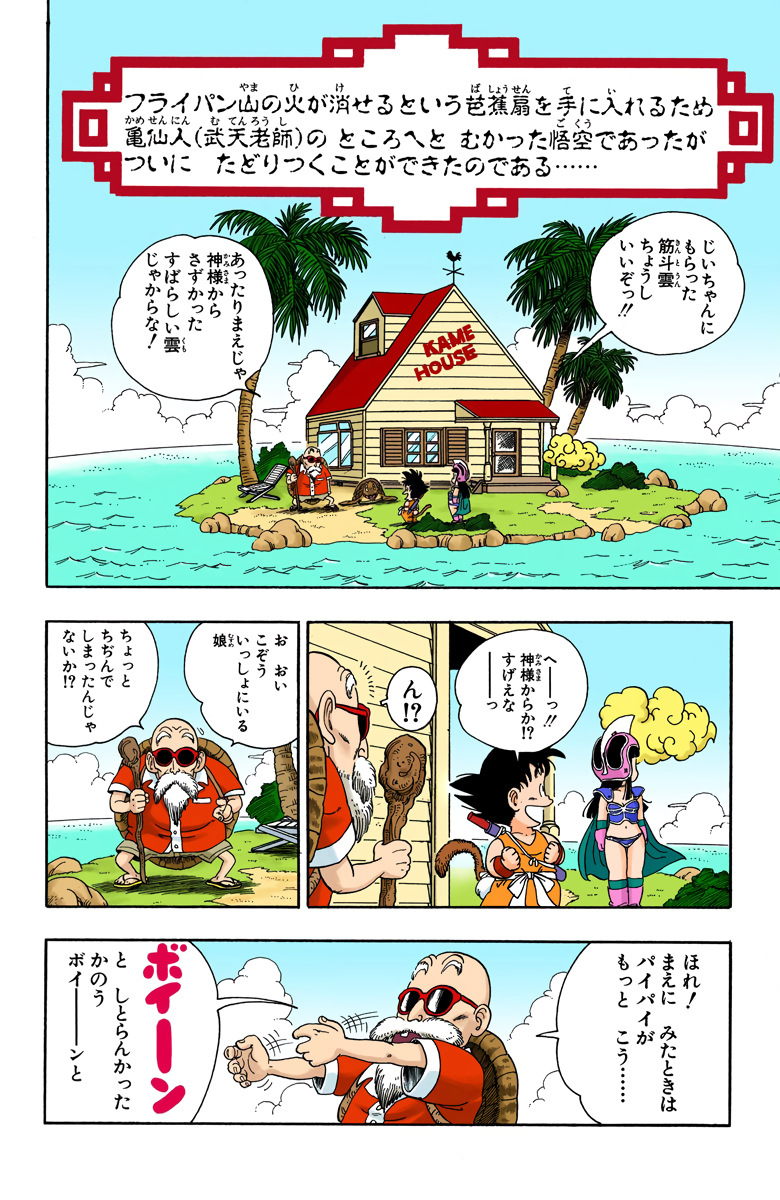 フライパン山の火が消せるという芭蕉扇を手に入れるため
亀仙人(武天老師)の ところへと むかった悟空であったが
ついに たどりつくことができたのである……
じいちゃんに
もらった
筋斗雲
ちょうし
いいぞっ!!
あったりまえじゃ
神様から
さずかった
すばらしい雲
じゃからな!
KAME
HOUSE
へーーっ!!
神様からか!?
すげえな
ーーっ
ん!?
お おい
こぞう
いっしょにいる
娘
ちょっと
ちぢんで
しまったんじゃ
ないか!?
ほれ!
まえに みたときは
パイパイが
もっと こう……
ボイーン
と しとらんかった
かのう
ボイーーンと